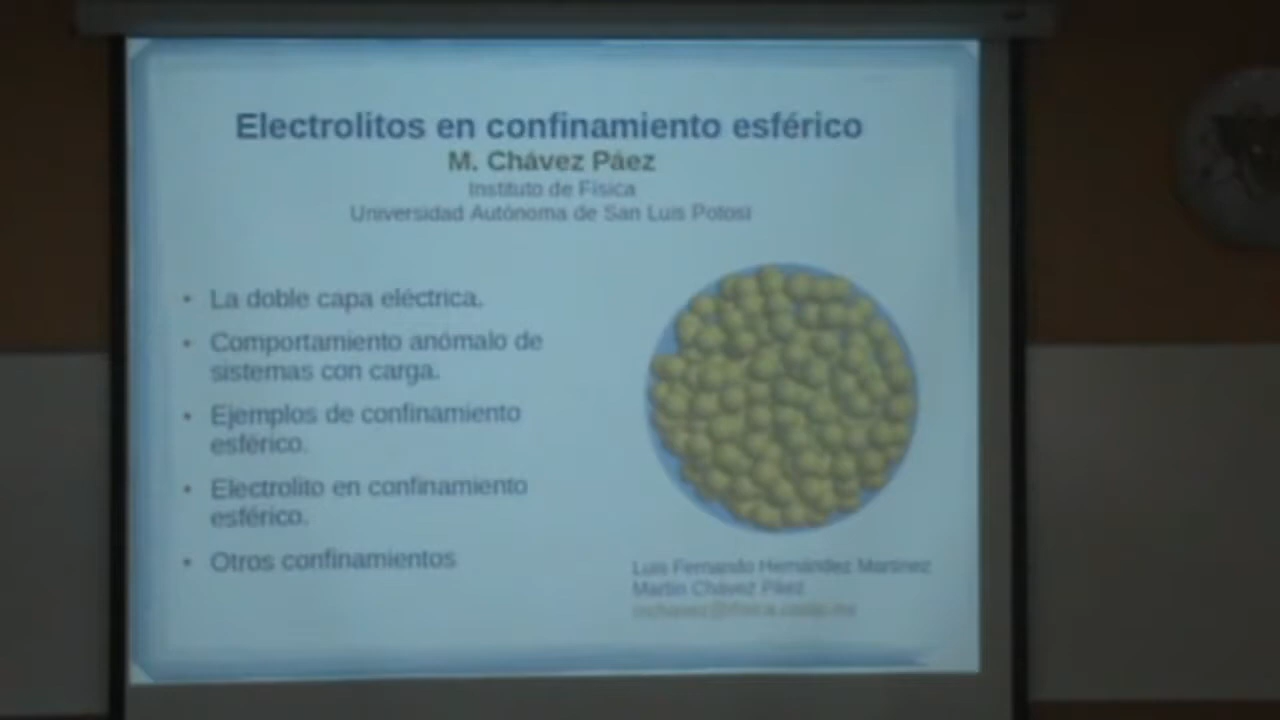 Electrolitos en confinamiento esférico
M. Chávez Páez
Instituto de Física
Universidad Autónoma de San Luis Potosí
• La doble capa eléctrica.
• Comportamiento anómalo de
sistemas con carga.
• Ejemplos de confinamiento
esférico.
• Electrolito en confinamiento
esférico.
• Otros confinamientos
Luis Fernando Hernández Martínez
Martín Chávez Páez